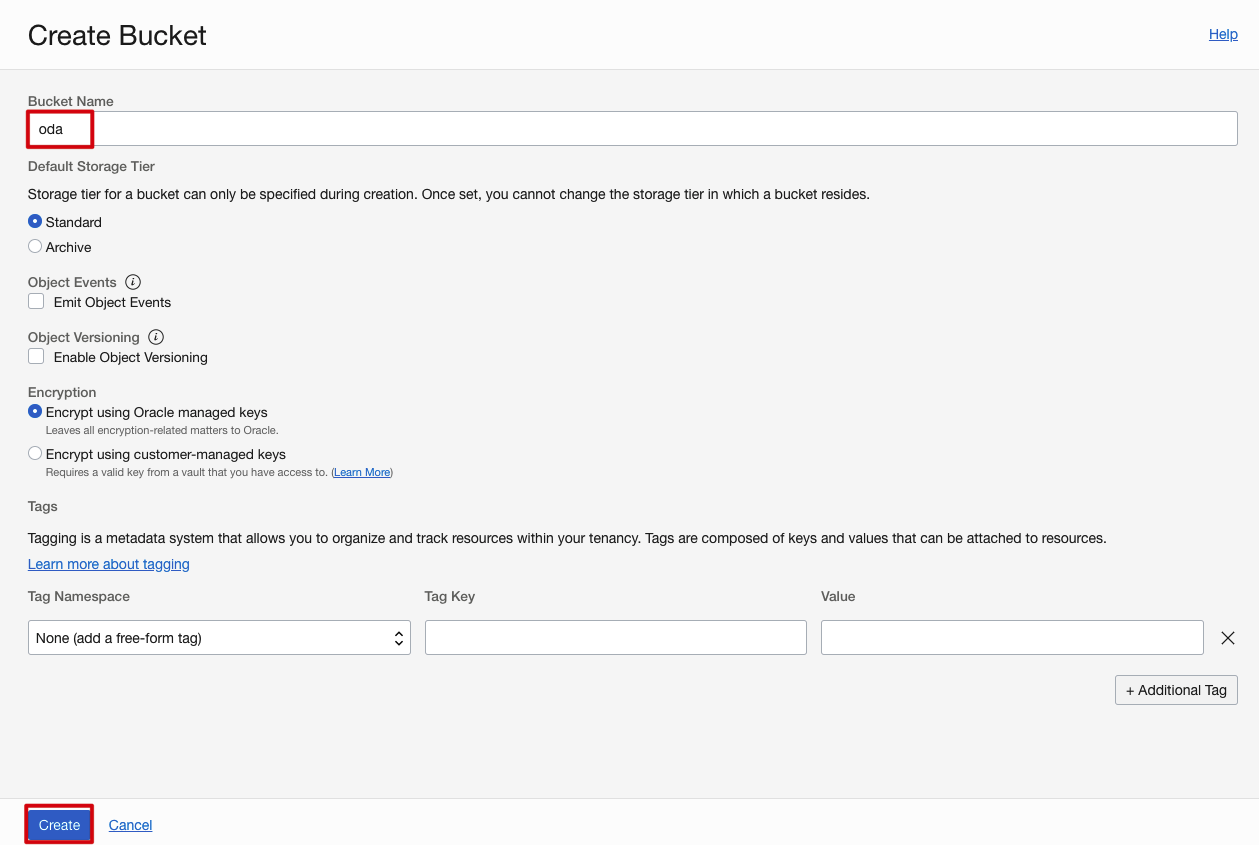 Create Bucket
Help
Bucket Name
oda
Default Storage Tier
Storage tier for a bucket can only be specified during creation. Once set, you cannot change the storage tier in which a bucket resides.
Standard
Archive
Object Events i
Emit Object Events
Object Versioning i
Enable Object Versioning
Encryption
Encrypt using Oracle managed keys
Leaves all encryption-related matters to Oracle.
Encrypt using customer-managed keys
Requires a valid key from a vault that you have access to. (Learn More)
Tags
Tagging is a metadata system that allows you to organize and track resources within your tenancy. Tags are composed of keys and values that can be attached to resources.
Learn more about tagging
Tag Namespace Tag Key Value
None (add a free-form tag)
+ Additional Tag
Create Cancel